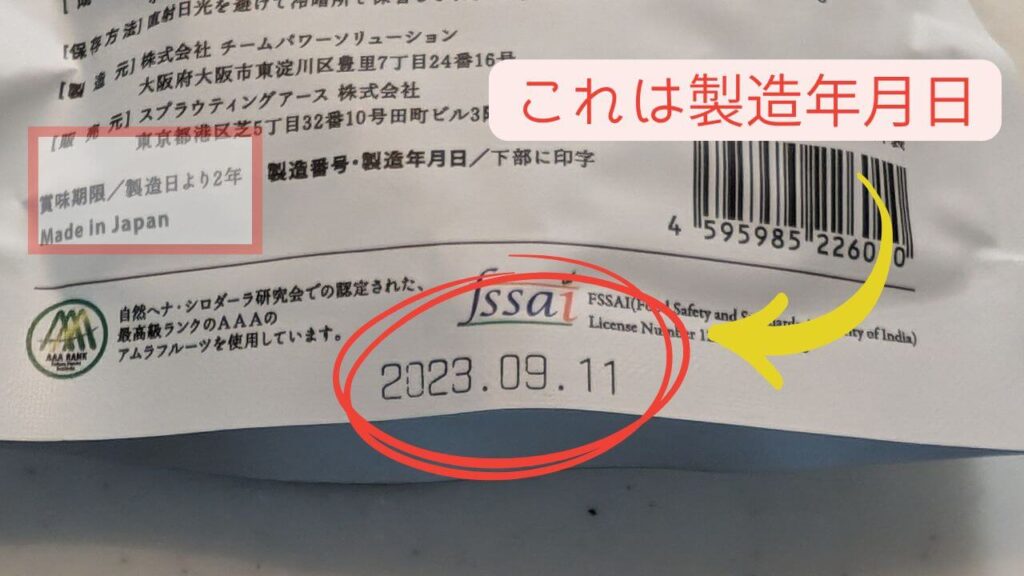 【保存方法】直射日光を避けて冷暗所で保管
【製造元】株式会社 チームパワーソリューション
大阪府大阪市東淀川区豊里7丁目24番16号
【販売元】スプラウティングアース 株式会社
東京都港区芝5丁目32番10号田町ビル3階
これは製造年月日
賞味期限／製造日より2年
製造番号・製造年月日／下部に印字
Made in Japan
4 595985 226010
自然ヘナ・シロダーラ研究会での認定された、
最高級ランクのAAAの
アムラフルーツを使用しています。
AAA RANK
fssai
FSSAI(Food Safety and Standards Authority of India)
License Number
2023.09.11